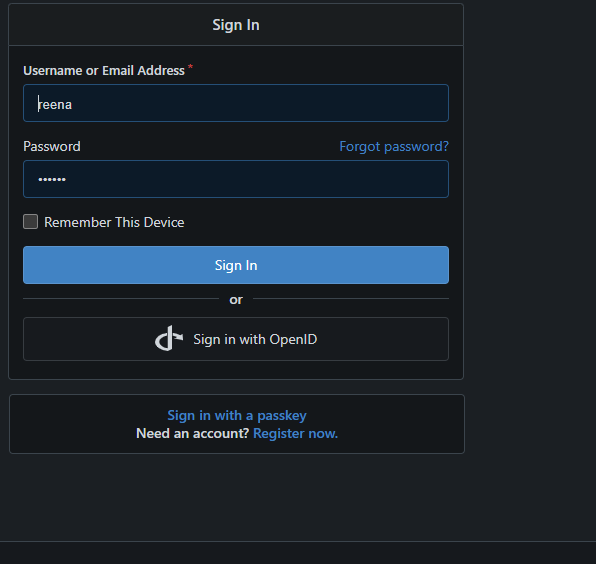 Sign In
Username or Email Address *
reena
Password Forgot password?
••••••
Remember This Device
Sign In
or
Sign in with OpenID
Sign in with a passkey
Need an account? Register now.